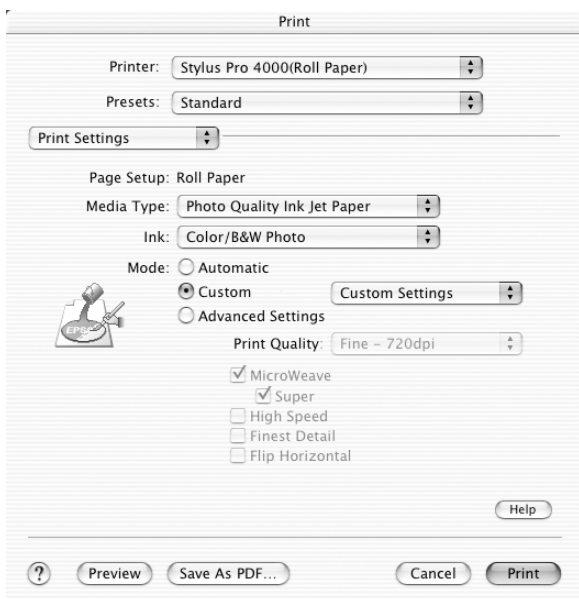 Print
Printer: Stylus Pro 4000(Roll Paper)
Presets: Standard
Print Settings
Page Setup: Roll Paper
Media Type: Photo Quality Ink Jet Paper
Ink: Color/B&W Photo
Mode: Automatic
Custom Custom Settings
Advanced Settings
EPSO
Print Quality: Fine – 720dpi
MicroWeave
Super
High Speed
Finest Detail
Flip Horizontal
Help
? Preview Save As PDF... Cancel Print